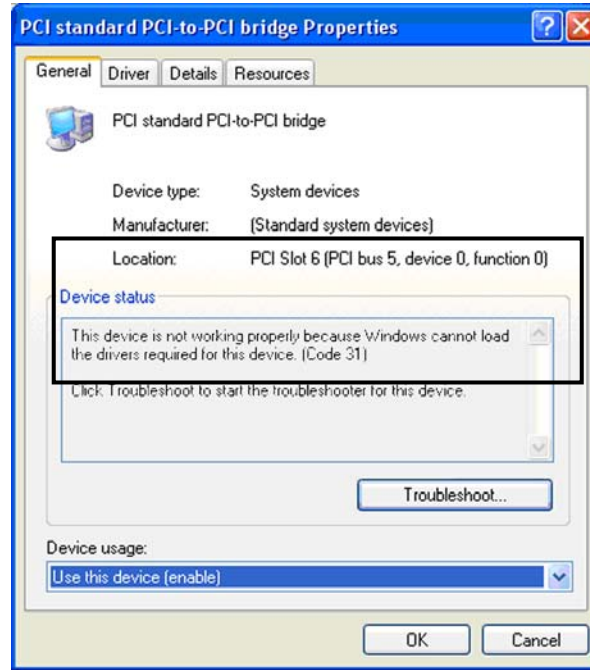 PCI standard PCI-to-PCI bridge Properties
General Driver Details Resources
PCI standard PCI-to-PCI bridge
Device type: System devices
Manufacturer: (Standard system devices)
Location: PCI Slot 6 (PCI bus 5, device 0, function 0)
Device status
This device is not working properly because Windows cannot load
the drivers required for this device. (Code 31)
Click Troubleshoot to start the troubleshooter for this device.
Troubleshoot...
Device usage:
Use this device (enable)
OK Cancel